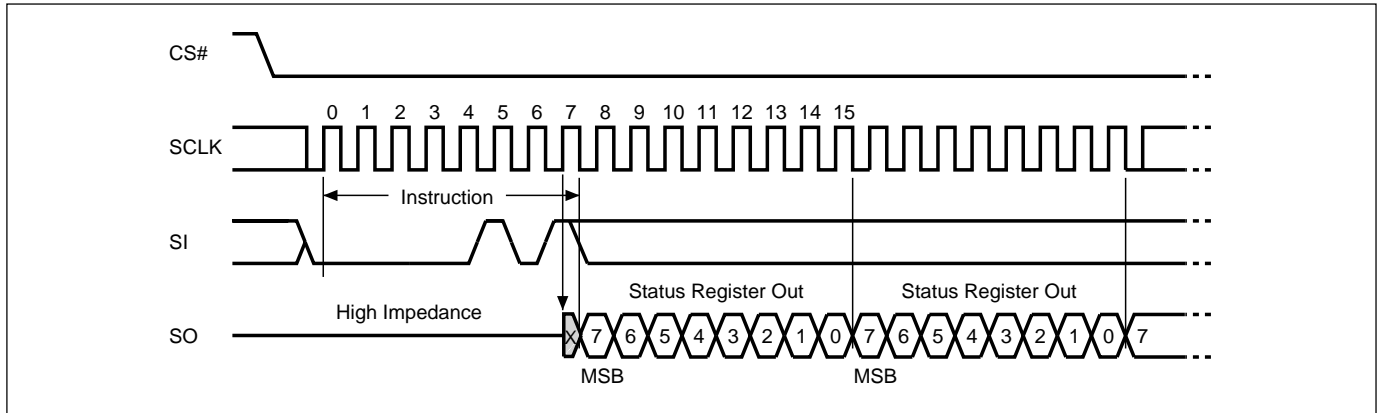 CS#
0 1 2 3 4 5 6 7 8 9 10 11 12 13 14 15
SCLK
Instruction
SI
High Impedance
Status Register Out Status Register Out
SO
X 7 6 5 4 3 2 1 0 7 6 5 4 3 2 1 0 7
MSB MSB